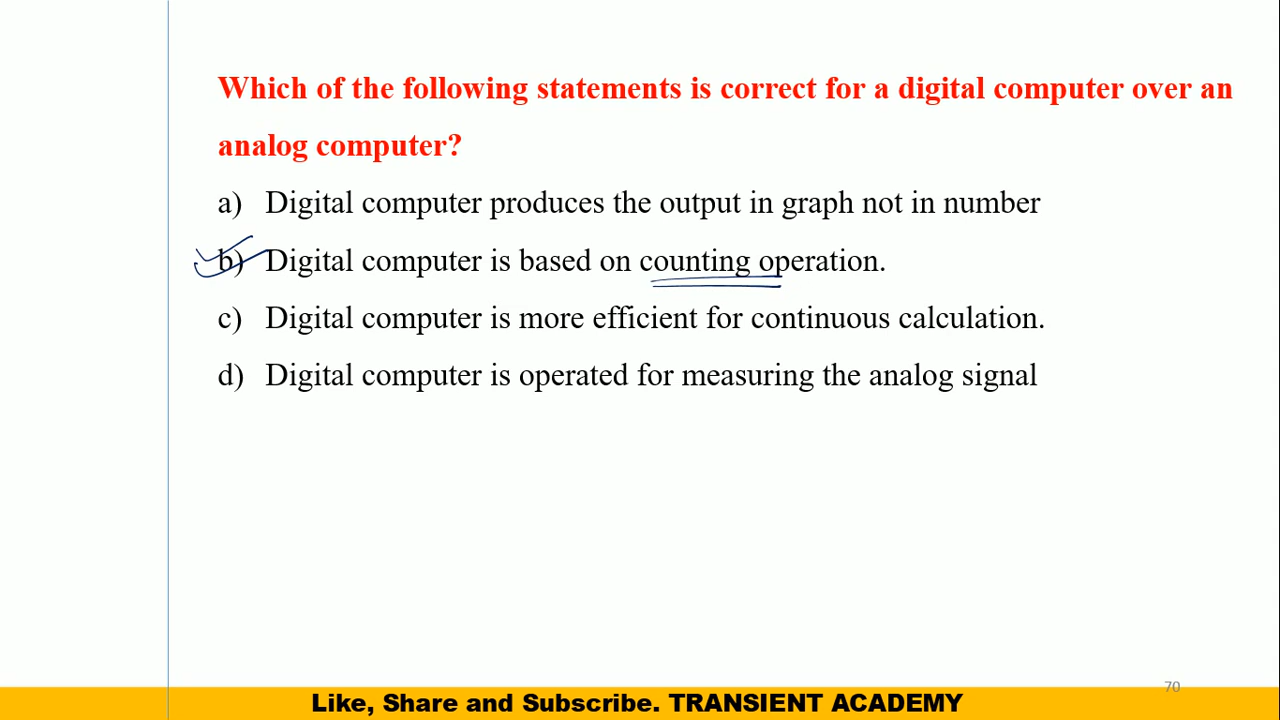 Which of the following statements is correct for a digital computer over an
analog computer?
a) Digital computer produces the output in graph not in number
b) Digital computer is based on counting operation.
c) Digital computer is more efficient for continuous calculation.
d) Digital computer is operated for measuring the analog signal
70
Like, Share and Subscribe. TRANSIENT ACADEMY